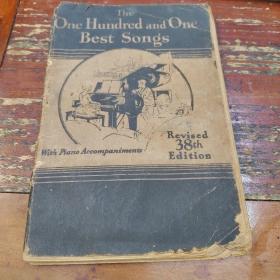 The
One Hundred and One
Best Songs
Revised
38th
Edition
With Piano Accompaniments